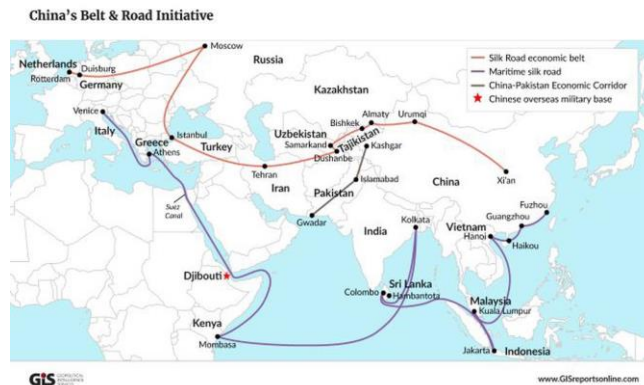 China's Belt & Road Initiative
Silk Road economic belt
Maritime silk road
China-Pakistan Economic Corridor
Chinese overseas military base
Moscow
Russia
Netherlands
Duisburg
Rotterdam
Germany
Kazakhstan
Venice
Italy
Almaty
Urumqi
Bishkek
Uzbekistan
Istanbul
Greece
Athens
Turkey
Samarkand
Tajikistan
Dushanbe
Kashgar
Tehran
Iran
Islamabad
Pakistan
China
Xi'an
Suez
Canal
Gwadar
Fuzhou
Guangzhou
Kolkata
India
Vietnam
Hanoi
Haikou
Djibouti
Sri Lanka
Colombo
Hambantota
Malaysia
Kuala Lumpur
Kenya
Mombasa
Jakarta
Indonesia
GIS
www.GISreportsonline.com